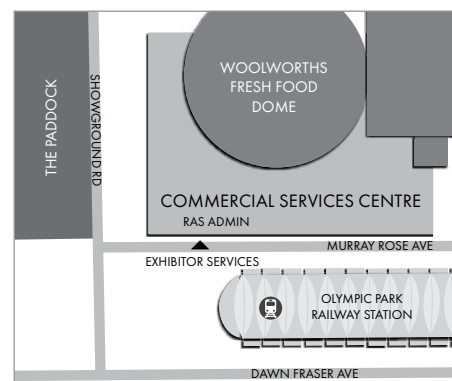 WOOLWORTHS
FRESH FOOD
DOME
THE PADDOCK
SHOWGROUND RD
COMMERCIAL SERVICES CENTRE
RAS ADMIN
MURRAY ROSE AVE
EXHIBITOR SERVICES
OLYMPIC PARK
RAILWAY STATION
DAWN FRASER AVE